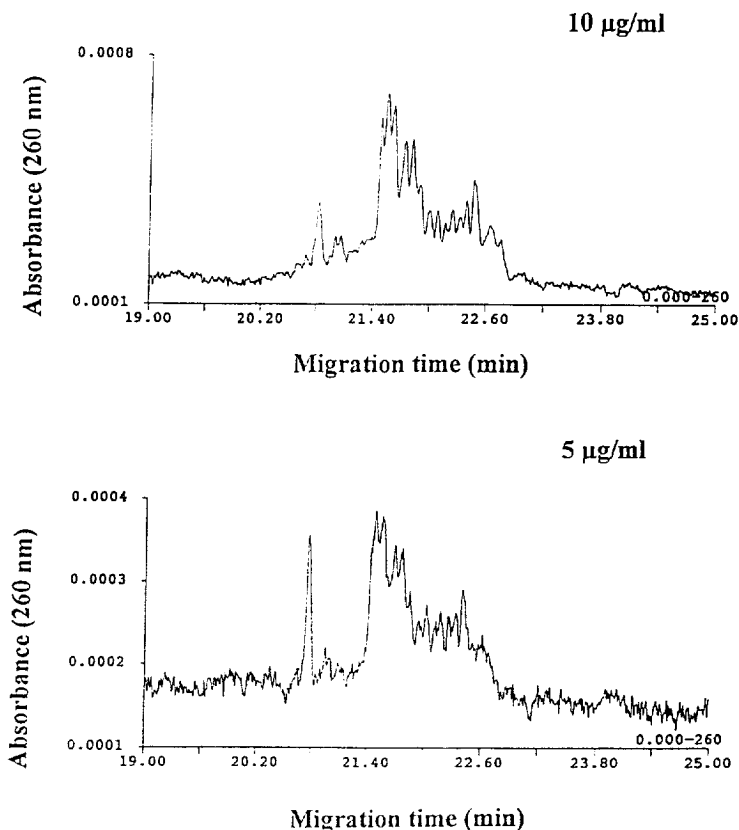 10 µg/ml
0.0008
Absorbance (260 nm)
0.0001
0.000-260
19.00 20.20 21.40 22.60 23.80 25.00
Migration time (min)
5 µg/ml
0.0004
0.0003
Absorbance (260 nm)
0.0002
0.0001
0.000-260
19.00 20.20 21.40 22.60 23.80 25.00
Migration time (min)